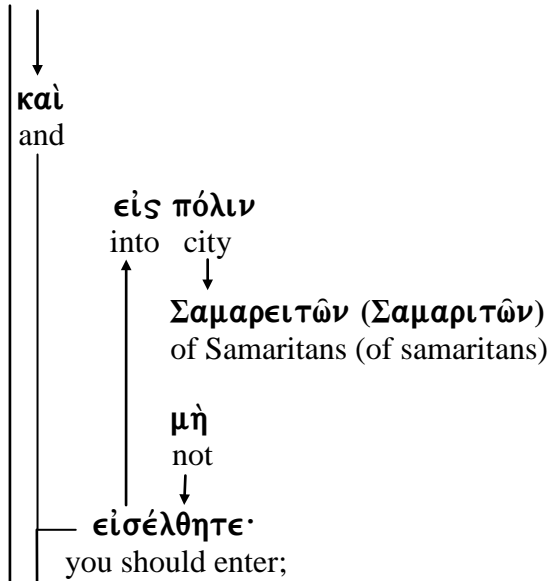 καὶ
and
εἰς πόλιν
into city
Σαμαρειτῶν (Σαμαριτῶν)
of Samaritans (of samaritans)
μὴ
not
εἰσέλθητε·
you should enter;